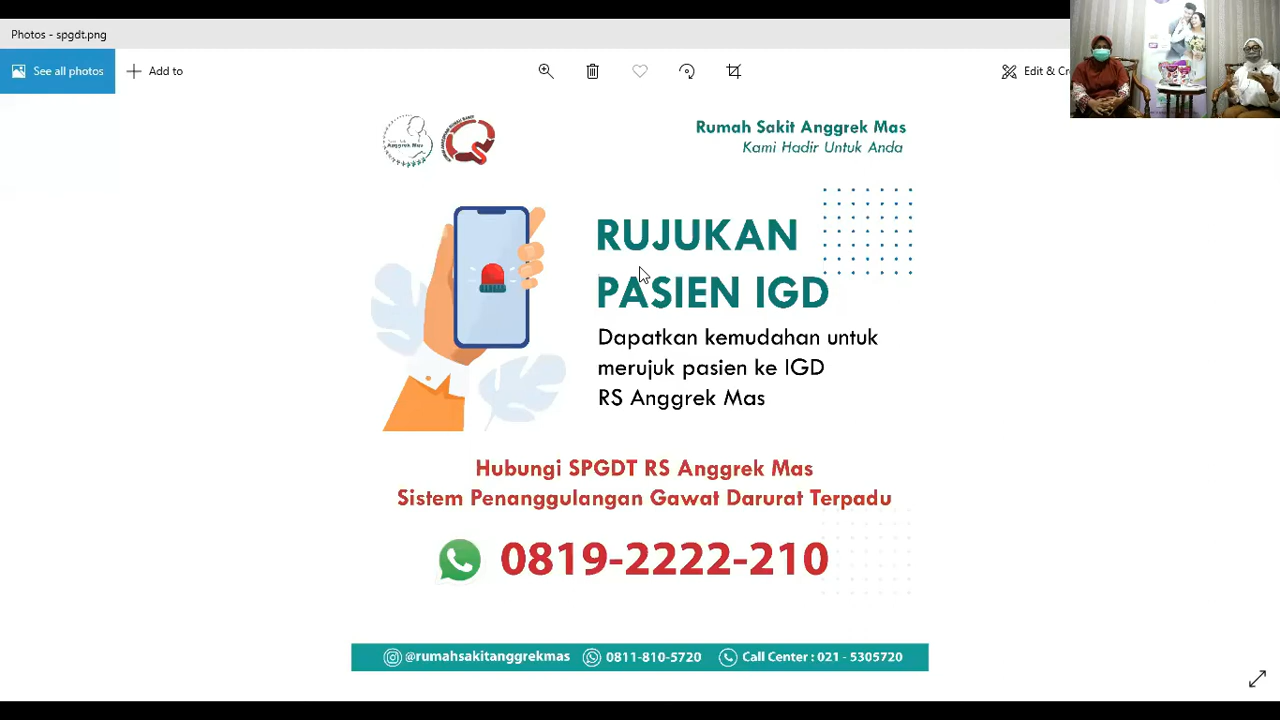 Photos - spgdt.png
See all photos
Add to
Edit & Cr
Anggrek Mas
Rumah Sakit Anggrek Mas
Kami Hadir Untuk Anda
RUJUKAN
PASIEN IGD
Dapatkan kemudahan untuk
merujuk pasien ke IGD
RS Anggrek Mas
Hubungi SPGDT RS Anggrek Mas
Sistem Penanggulangan Gawat Darurat Terpadu
0819-2222-210
@rumahsakitanggrekmas 0811-810-5720 Call Center : 021 - 5305720